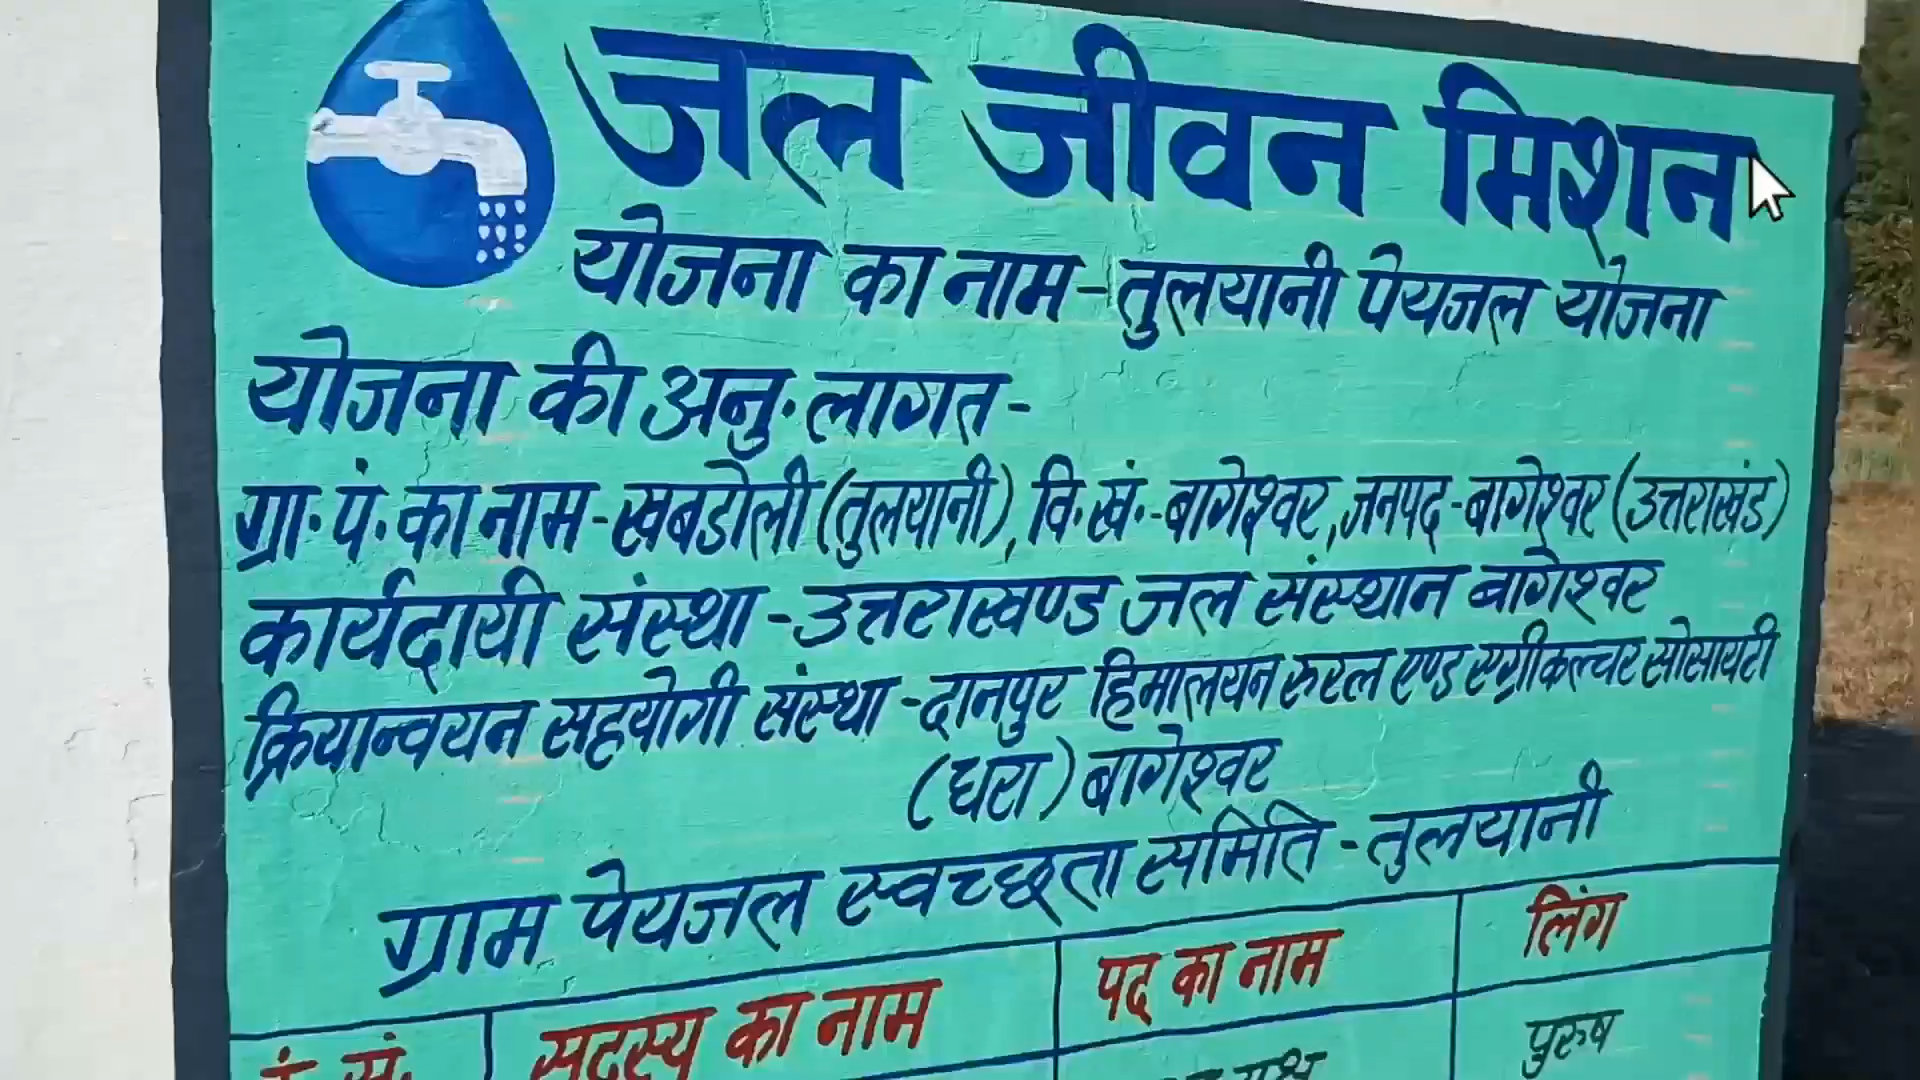 जल जीवन मिशन
योजना का नाम-तुलयानी पेयजल योजना
योजना की अनु॰ लागत-
ग्रा॰ पं॰ का नाम-खबडोली (तुलयानी), वि॰ खं॰-बागेश्वर, जनपद-बागेश्वर (उत्तराखंड)
कार्यदायी संस्था-उत्तराखण्ड जल संस्थान बागेश्वर
क्रियान्वयन सहयोगी संस्था-दानपुर हिमालयन रुरल एण्ड एग्रीकल्चर सोसायटी
(धरा) बागेश्वर
ग्राम पेयजल स्वच्छता समिति-तुलयानी
सदस्य का नाम पद का नाम लिंग
पुरुष